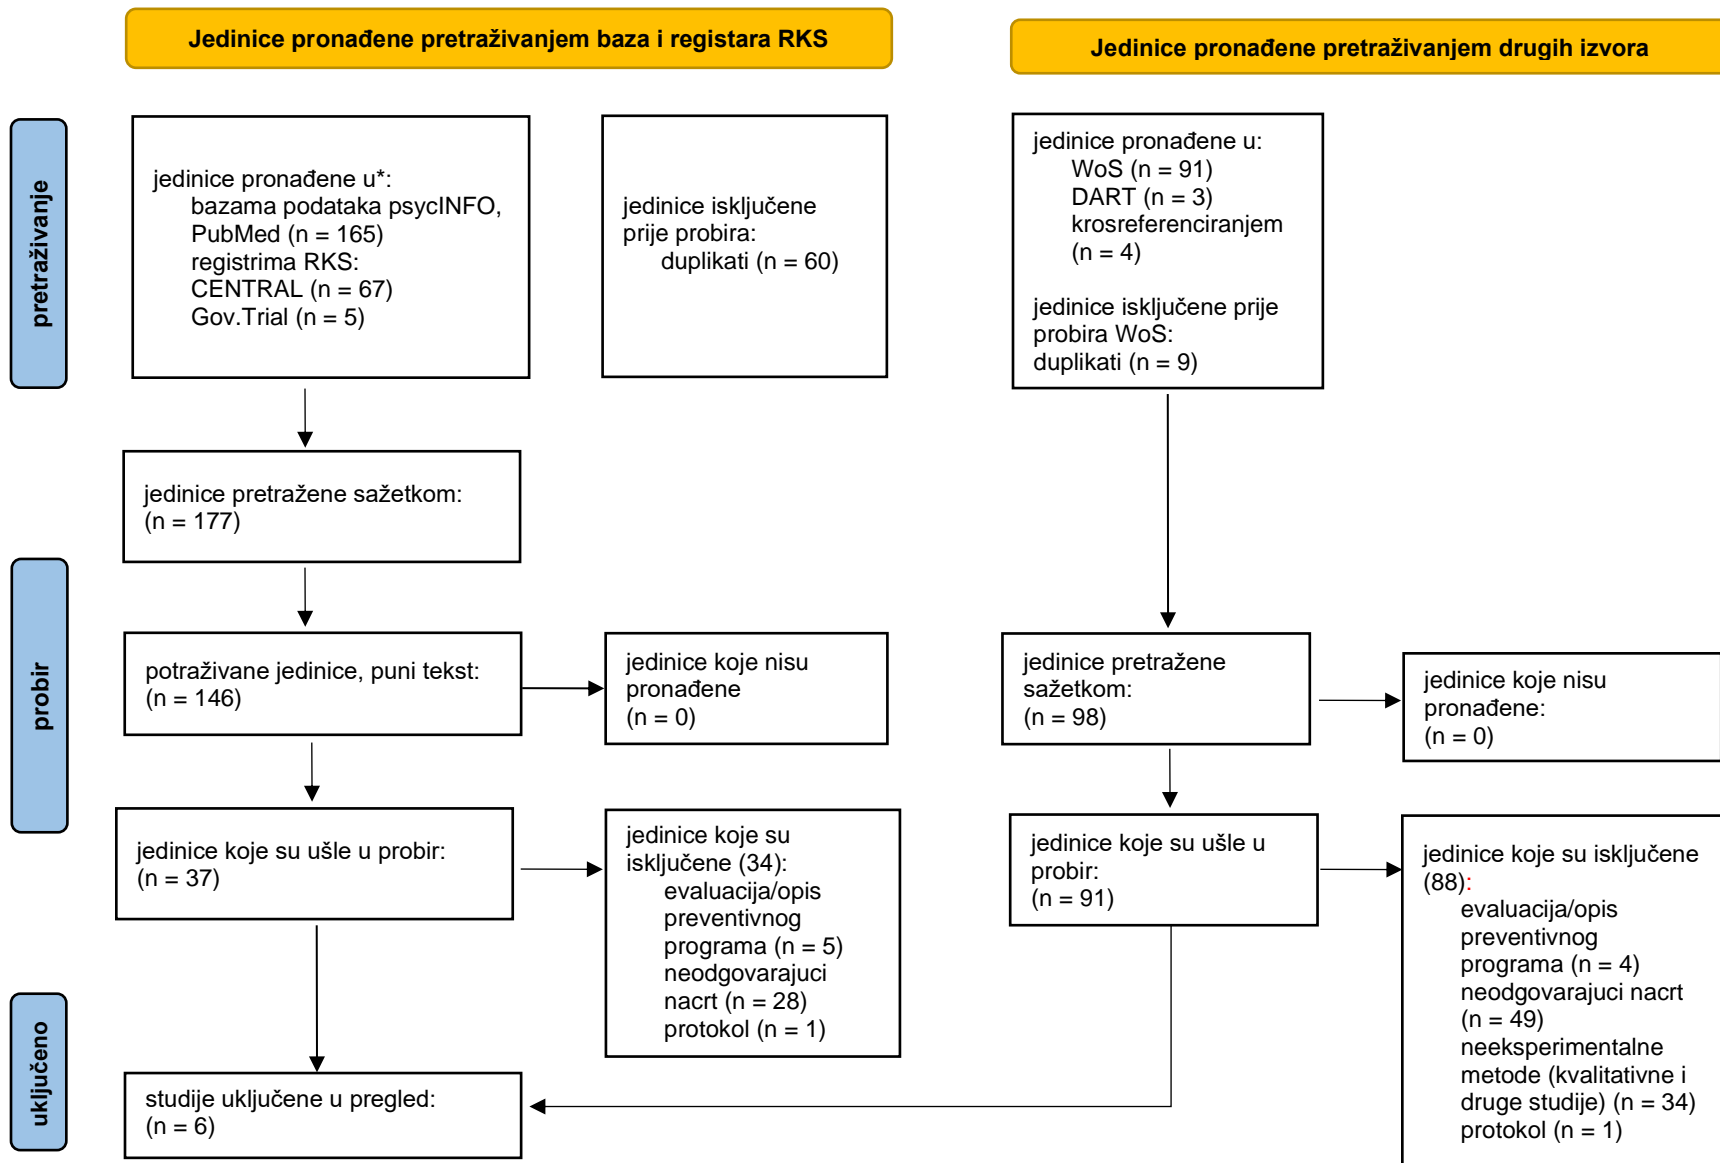 Jedinice pronađene pretraživanjem baza i registara RKS
Jedinice pronađene pretraživanjem drugih izvora
pretraživanje
jedinice pronađene u*:
bazama podataka psycINFO,
PubMed (n = 165)
registrima RKS:
CENTRAL (n = 67)
Gov.Trial (n = 5)
jedinice isključene
prije probira:
duplikati (n = 60)
jedinice pronađene u:
WoS (n = 91)
DART (n = 3)
krosreferenciranjem
(n = 4)
jedinice isključene prije
probira WoS:
duplikati (n = 9)
jedinice pretražene sažetkom:
(n = 177)
probir
potraživane jedinice, puni tekst:
(n = 146)
jedinice koje nisu
pronađene
(n = 0)
jedinice pretražene
sažetkom:
(n = 98)
jedinice koje nisu
pronađene:
(n = 0)
jedinice koje su ušle u probir:
(n = 37)
jedinice koje su
isključene (34):
evaluacija/opis
preventivnog
programa (n = 5)
neodgovarajuci
nacrt (n = 28)
protokol (n = 1)
jedinice koje su ušle u
probir:
(n = 91)
jedinice koje su isključene
(88):
evaluacija/opis
preventivnog
programa (n = 4)
neodgovarajuci nacrt
(n = 49)
neeksperimentalne
metode (kvalitativne i
druge studije) (n = 34)
protokol (n = 1)
uključeno
studije uključene u pregled:
(n = 6)